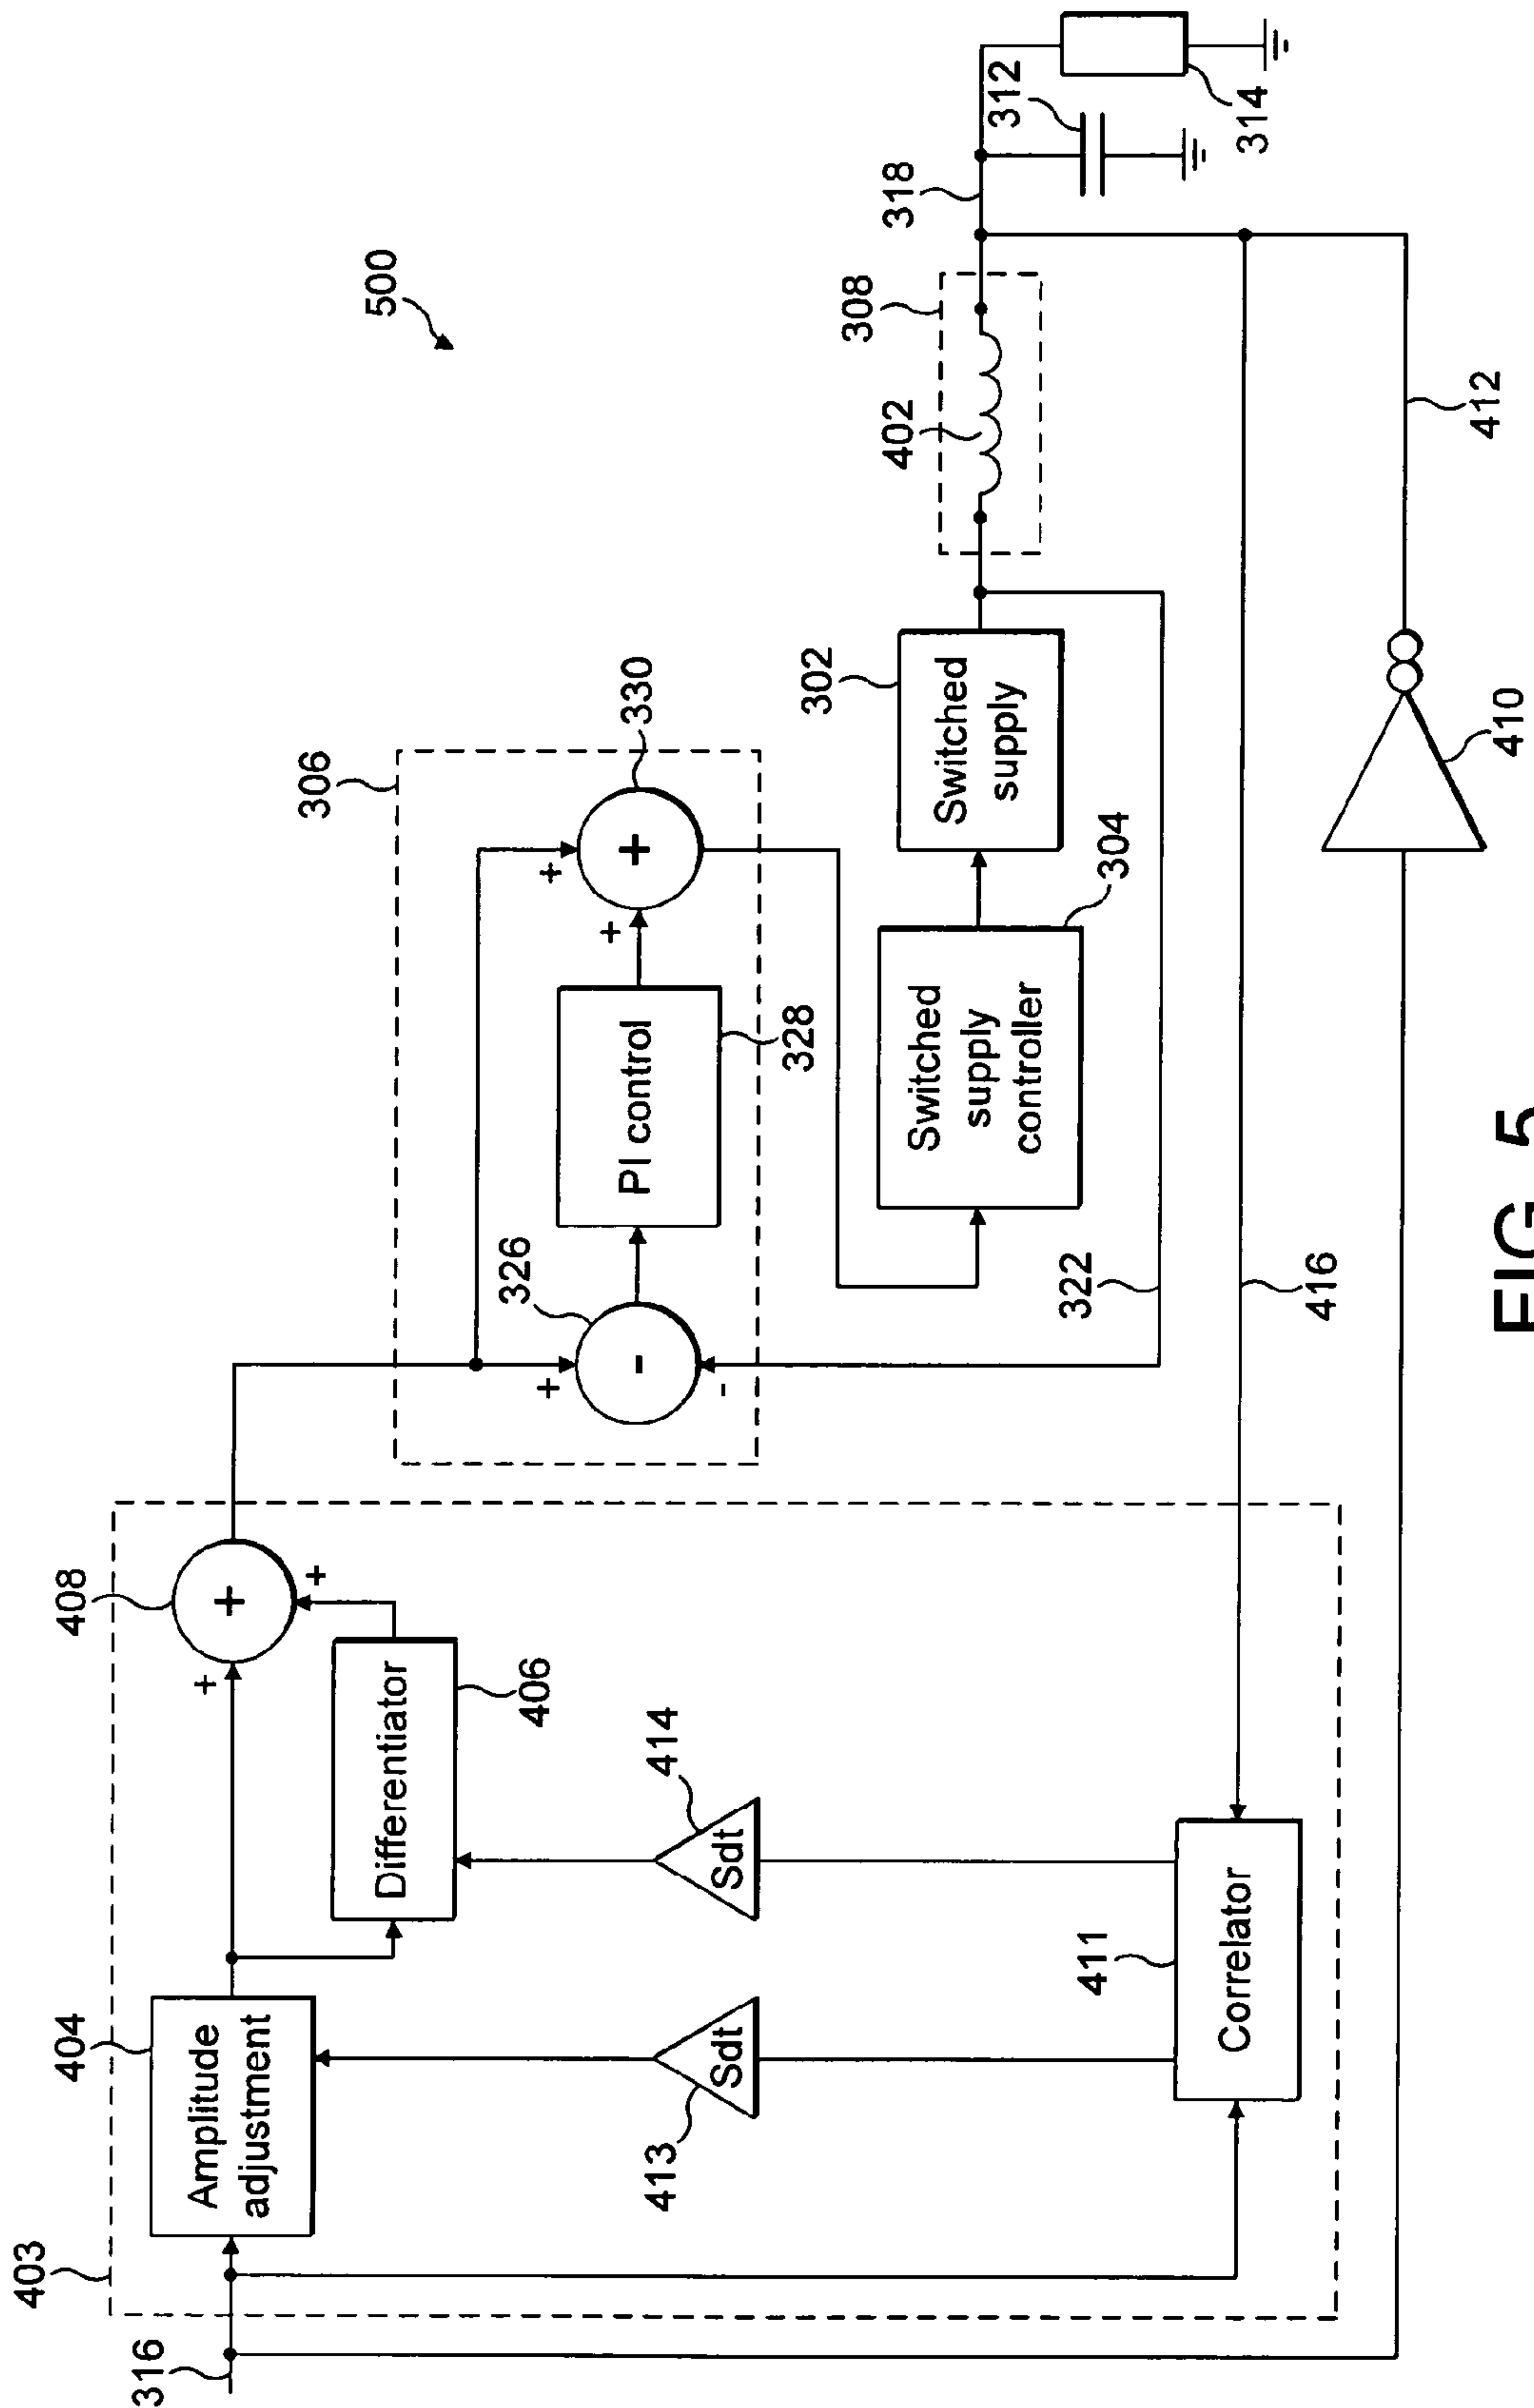 500
403
316
404
Amplitude
adjustment
+
408
+
+
Differentiator
406
413
Sdt
414
Sdt
411
Correlator
306
326
+
-
-
PI control
328
+
+
+
330
Switched
supply
controller
304
302
Switched
supply
322
308
402
318
312
314
416
412
410
FIG. 5